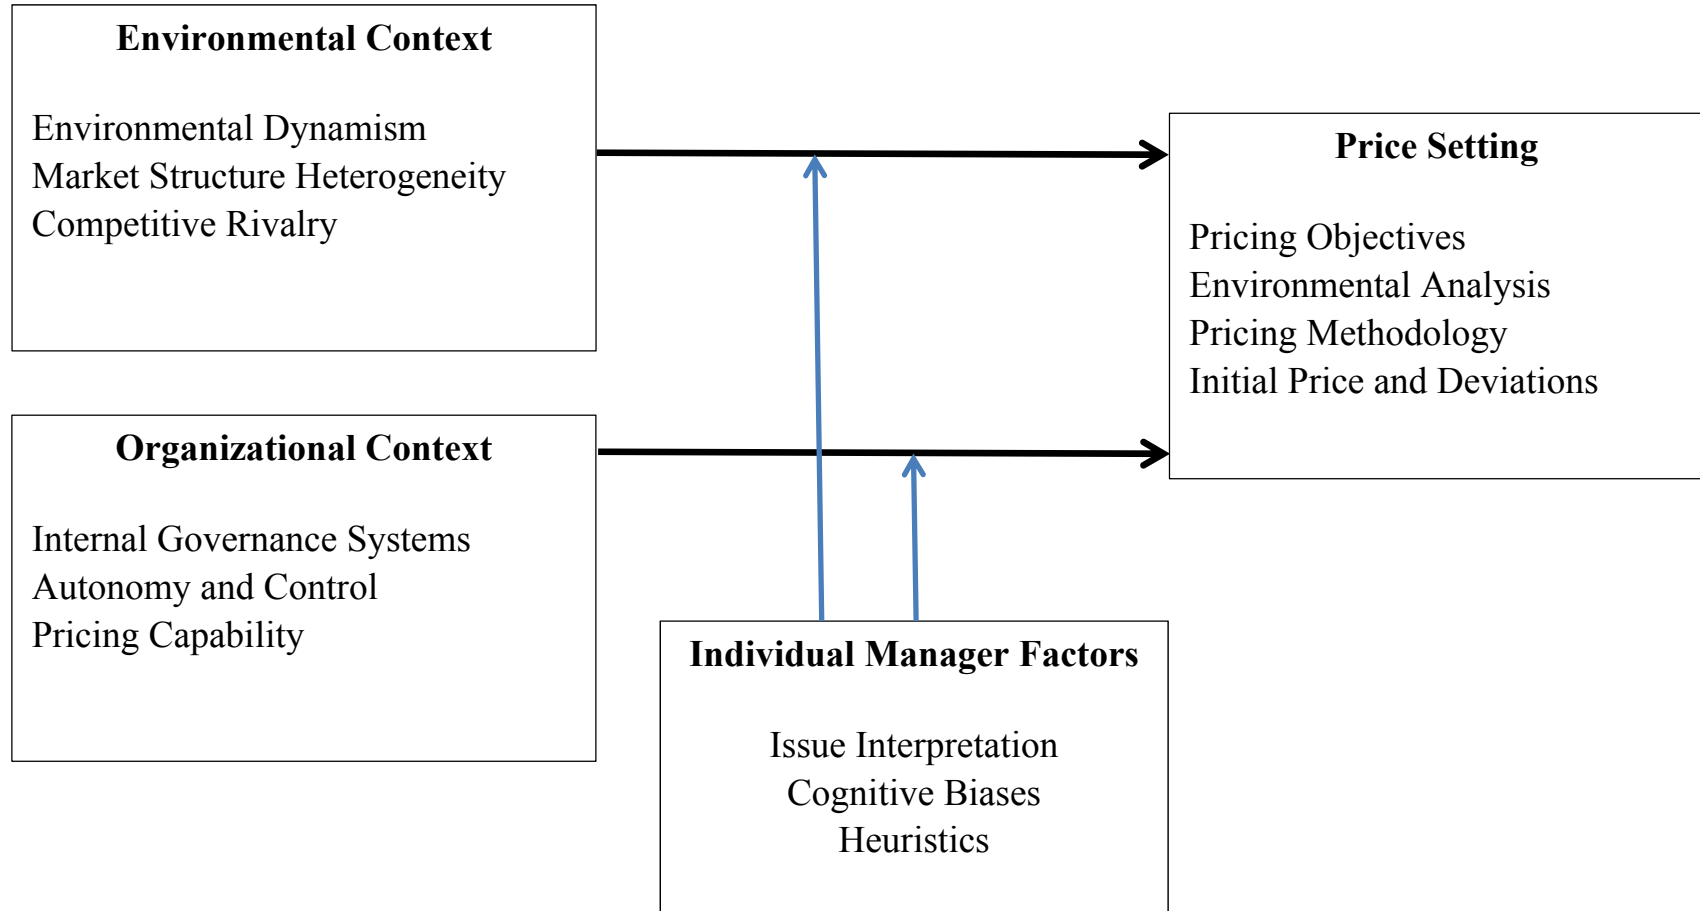 Environmental Context
Environmental Dynamism
Market Structure Heterogeneity
Competitive Rivalry
Price Setting
Pricing Objectives
Environmental Analysis
Pricing Methodology
Initial Price and Deviations
Organizational Context
Internal Governance Systems
Autonomy and Control
Pricing Capability
Individual Manager Factors
Issue Interpretation
Cognitive Biases
Heuristics